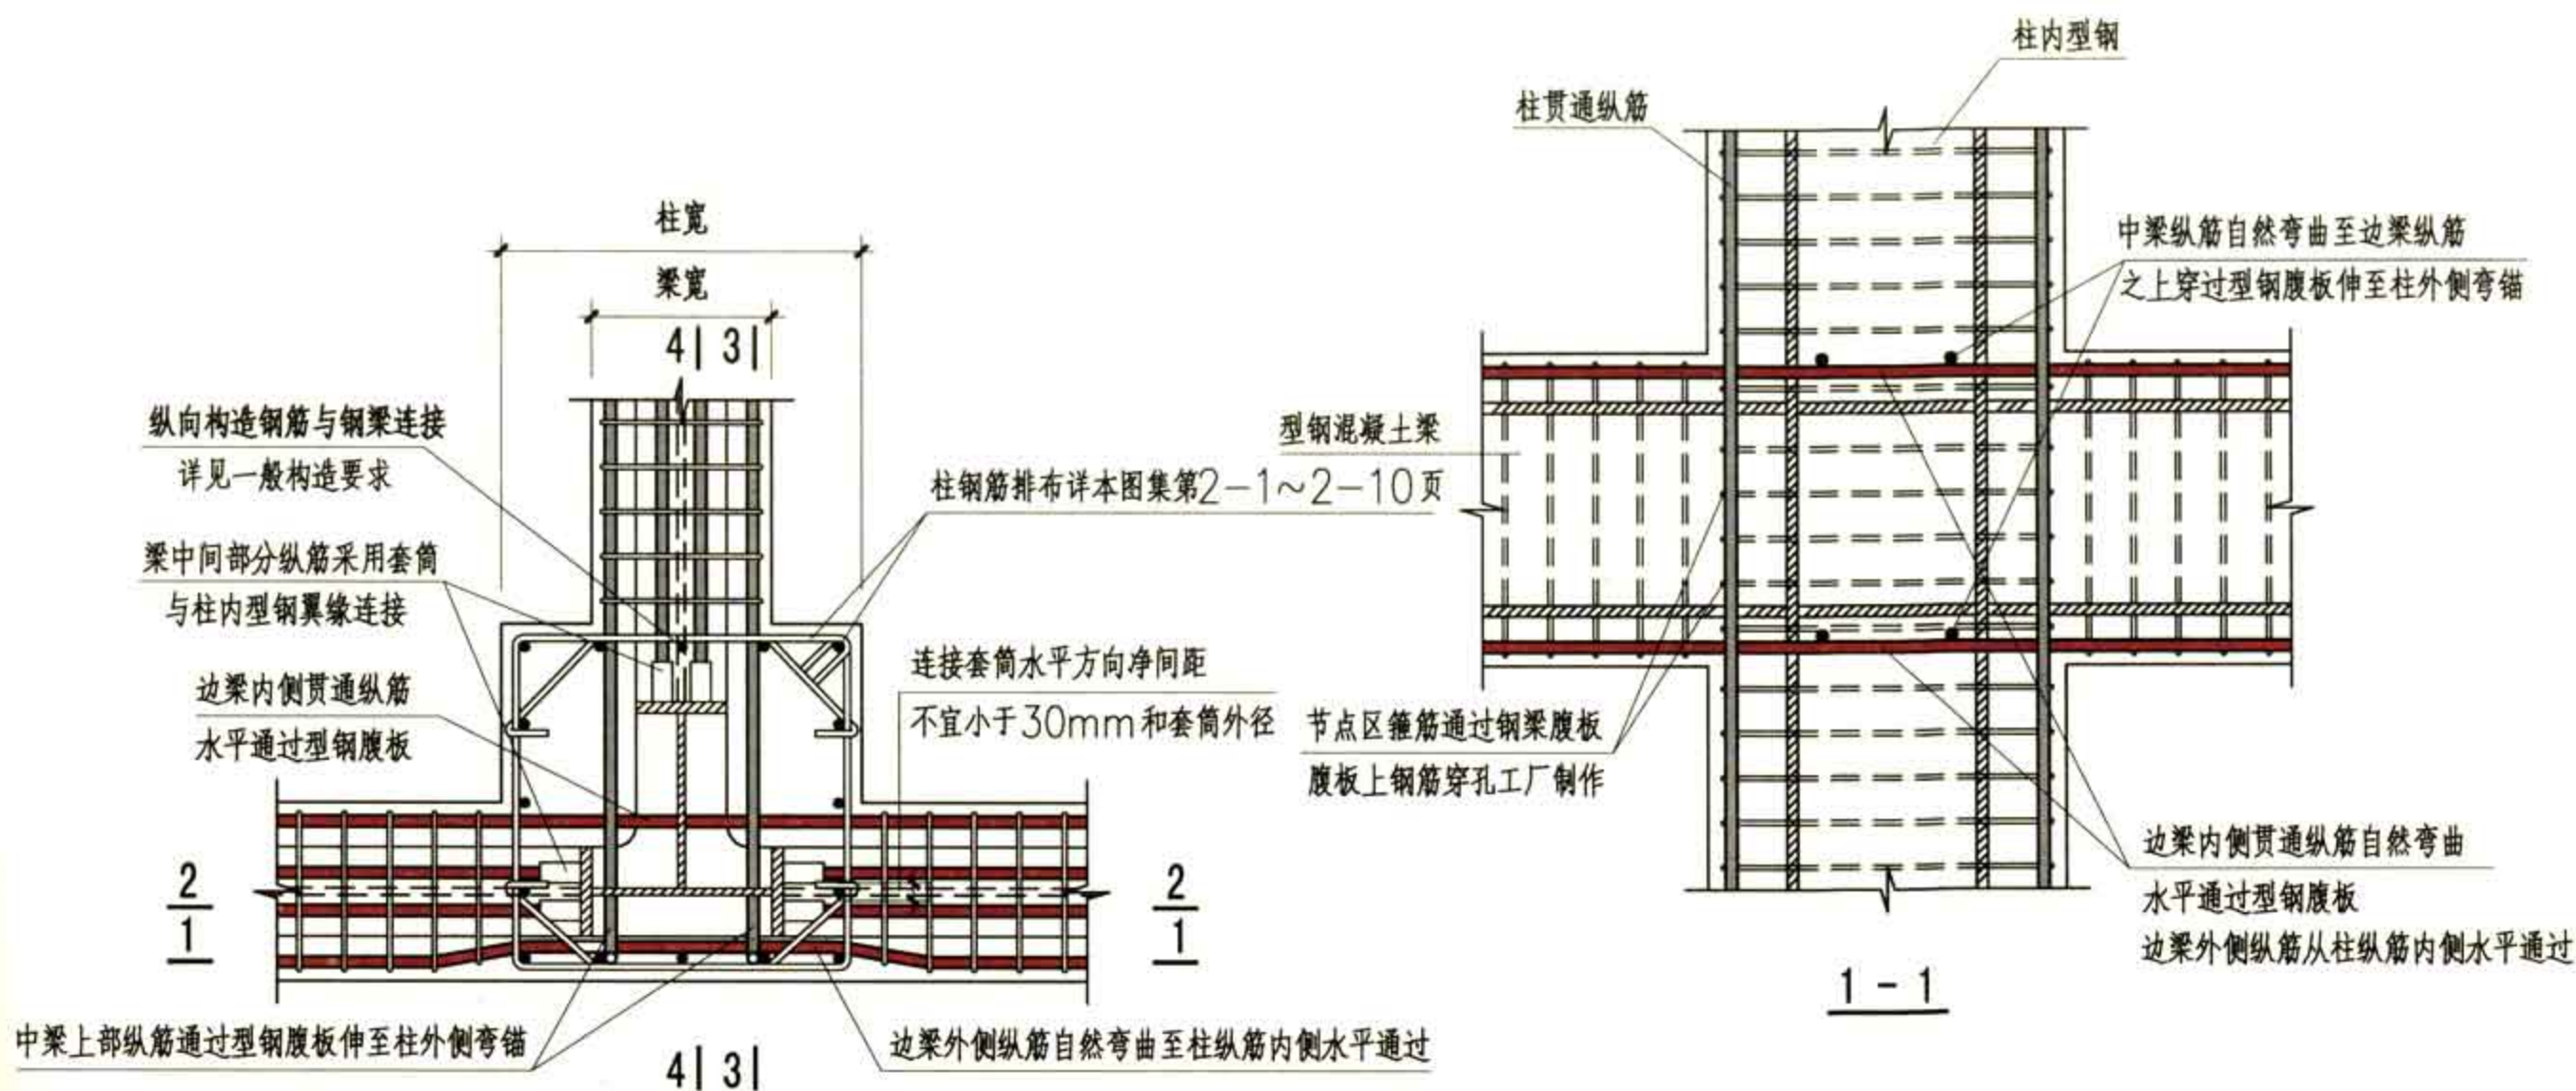 柱宽
梁宽
4 3
纵向构造钢筋与钢梁连接
详见一般构造要求
梁中间部分纵筋采用套筒
与柱内型钢翼缘连接
边梁内侧贯通纵筋
水平通过型钢腹板
柱钢筋排布详本图集第2-1~2-10页
连接套筒水平方向净间距
不宜小于30mm和套筒外径
2
1
2
1
中梁上部纵筋通过型钢腹板伸至柱外侧弯锚
4 3
边梁外侧纵筋自然弯曲至柱纵筋内侧水平通过
柱内型钢
柱贯通纵筋
中梁纵筋自然弯曲至边梁纵筋
之上穿过型钢腹板伸至柱外侧弯锚
型钢混凝土梁
节点区箍筋通过钢梁腹板
腹板上钢筋穿孔工厂制作
边梁内侧贯通纵筋自然弯曲
水平通过型钢腹板
边梁外侧纵筋从柱纵筋内侧水平通过
1-1